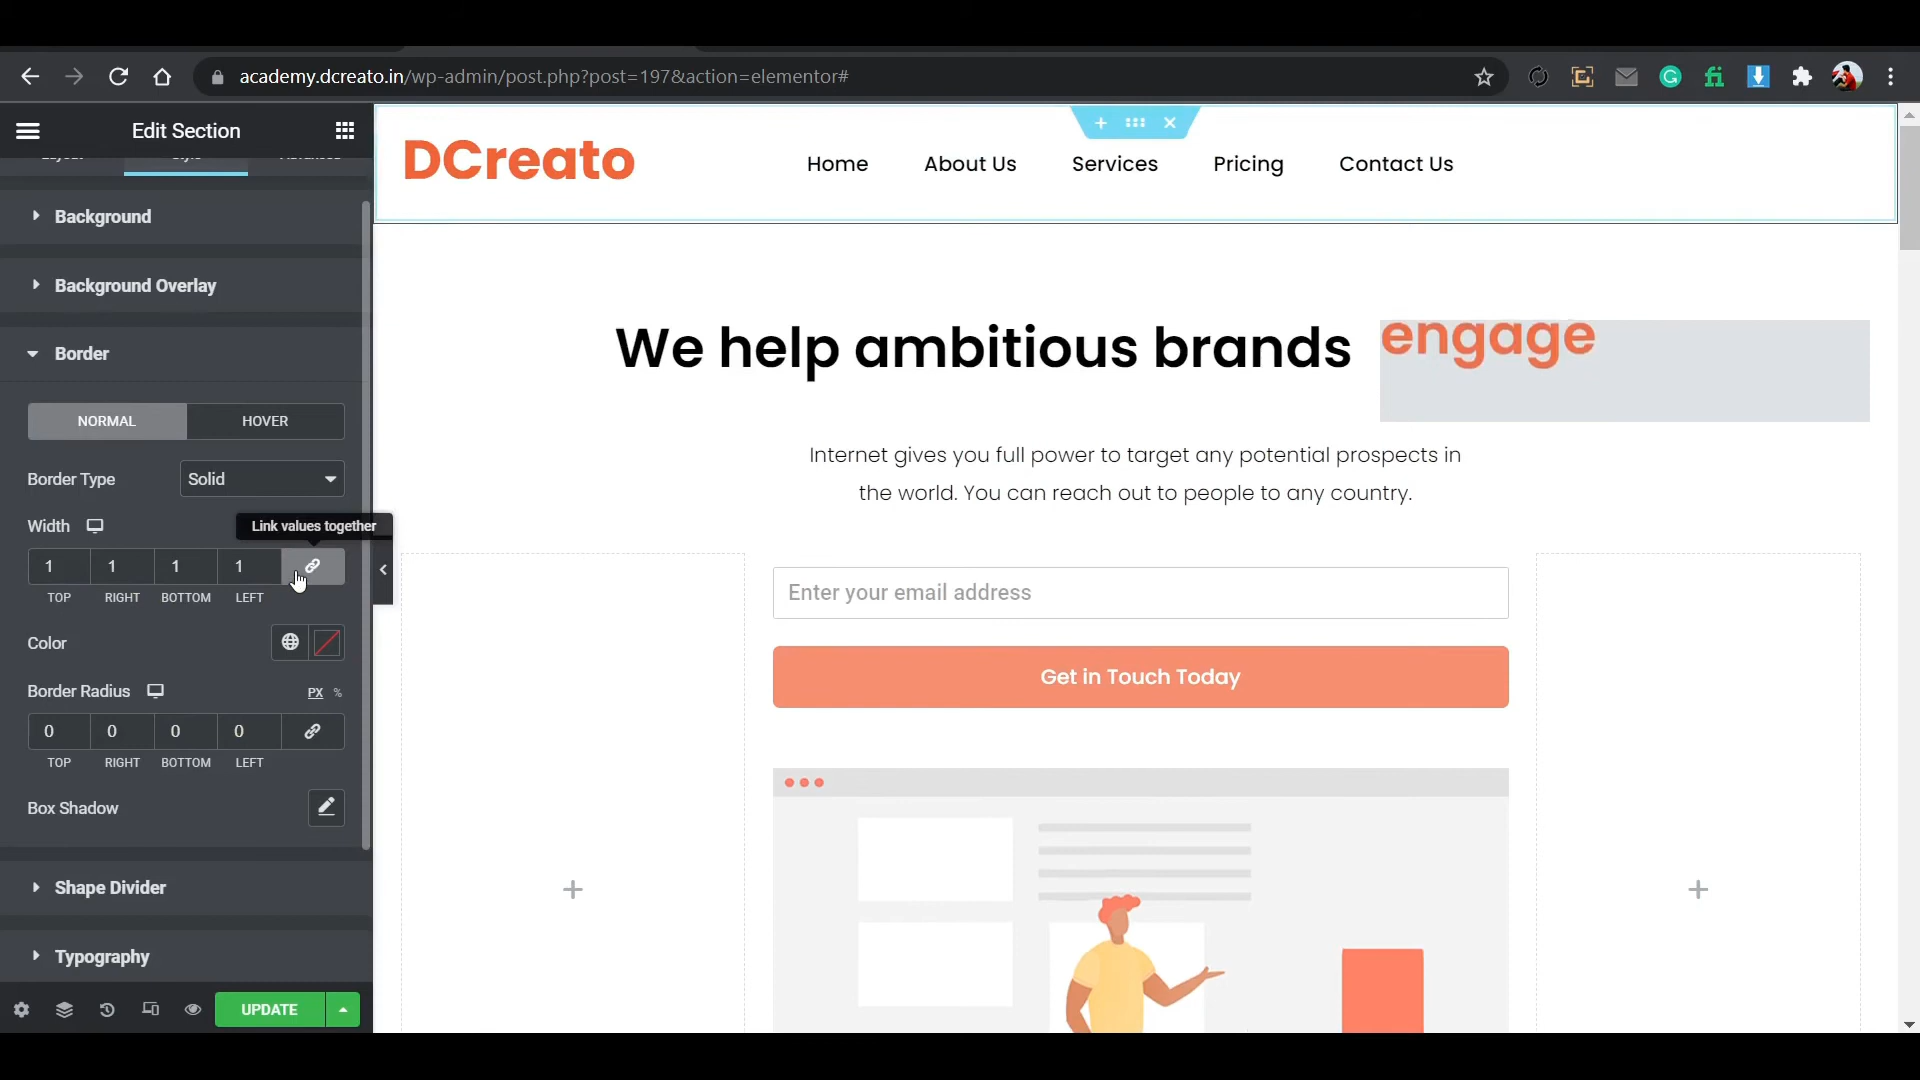 academy.dcreato.in/wp-admin/post.php?post=197&action=elementor#
Edit Section
Layout Style Advanced
Background
Background Overlay
Border
NORMAL HOVER
Border Type Solid
Link values together
Width
1 1 1 1
TOP RIGHT BOTTOM LEFT
Color
Border Radius PX %
0 0 0 0
TOP RIGHT BOTTOM LEFT
Box Shadow
Shape Divider
Typography
UPDATE
DCreato
Home About Us Services Pricing Contact Us
We help ambitious brands engage
Internet gives you full power to target any potential prospects in
the world. You can reach out to people to any country.
Enter your email address
Get in Touch Today